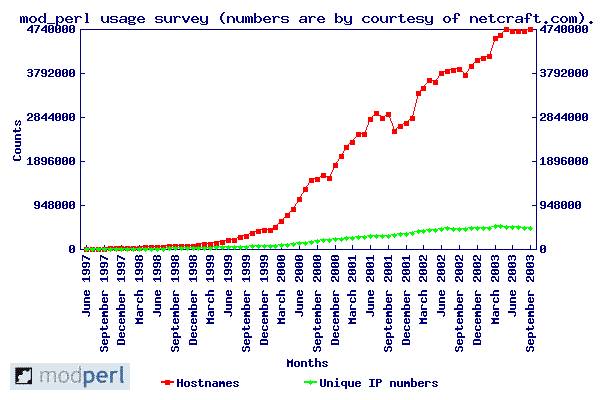 mod_perl usage survey (numbers are by courtesy of netcraft.com).
4740000
3792000
2844000
1896000
948000
0
Counts
4740000
3792000
2844000
1896000
948000
0
June 1997
September 1997
December 1997
March 1998
June 1998
September 1998
December 1998
March 1999
June 1999
September 1999
December 1999
March 2000
June 2000
September 2000
December 2000
March 2001
June 2001
September 2001
December 2001
March 2002
June 2002
September 2002
December 2002
March 2003
June 2003
September 2003
Months
modperl
Hostnames
Unique IP numbers